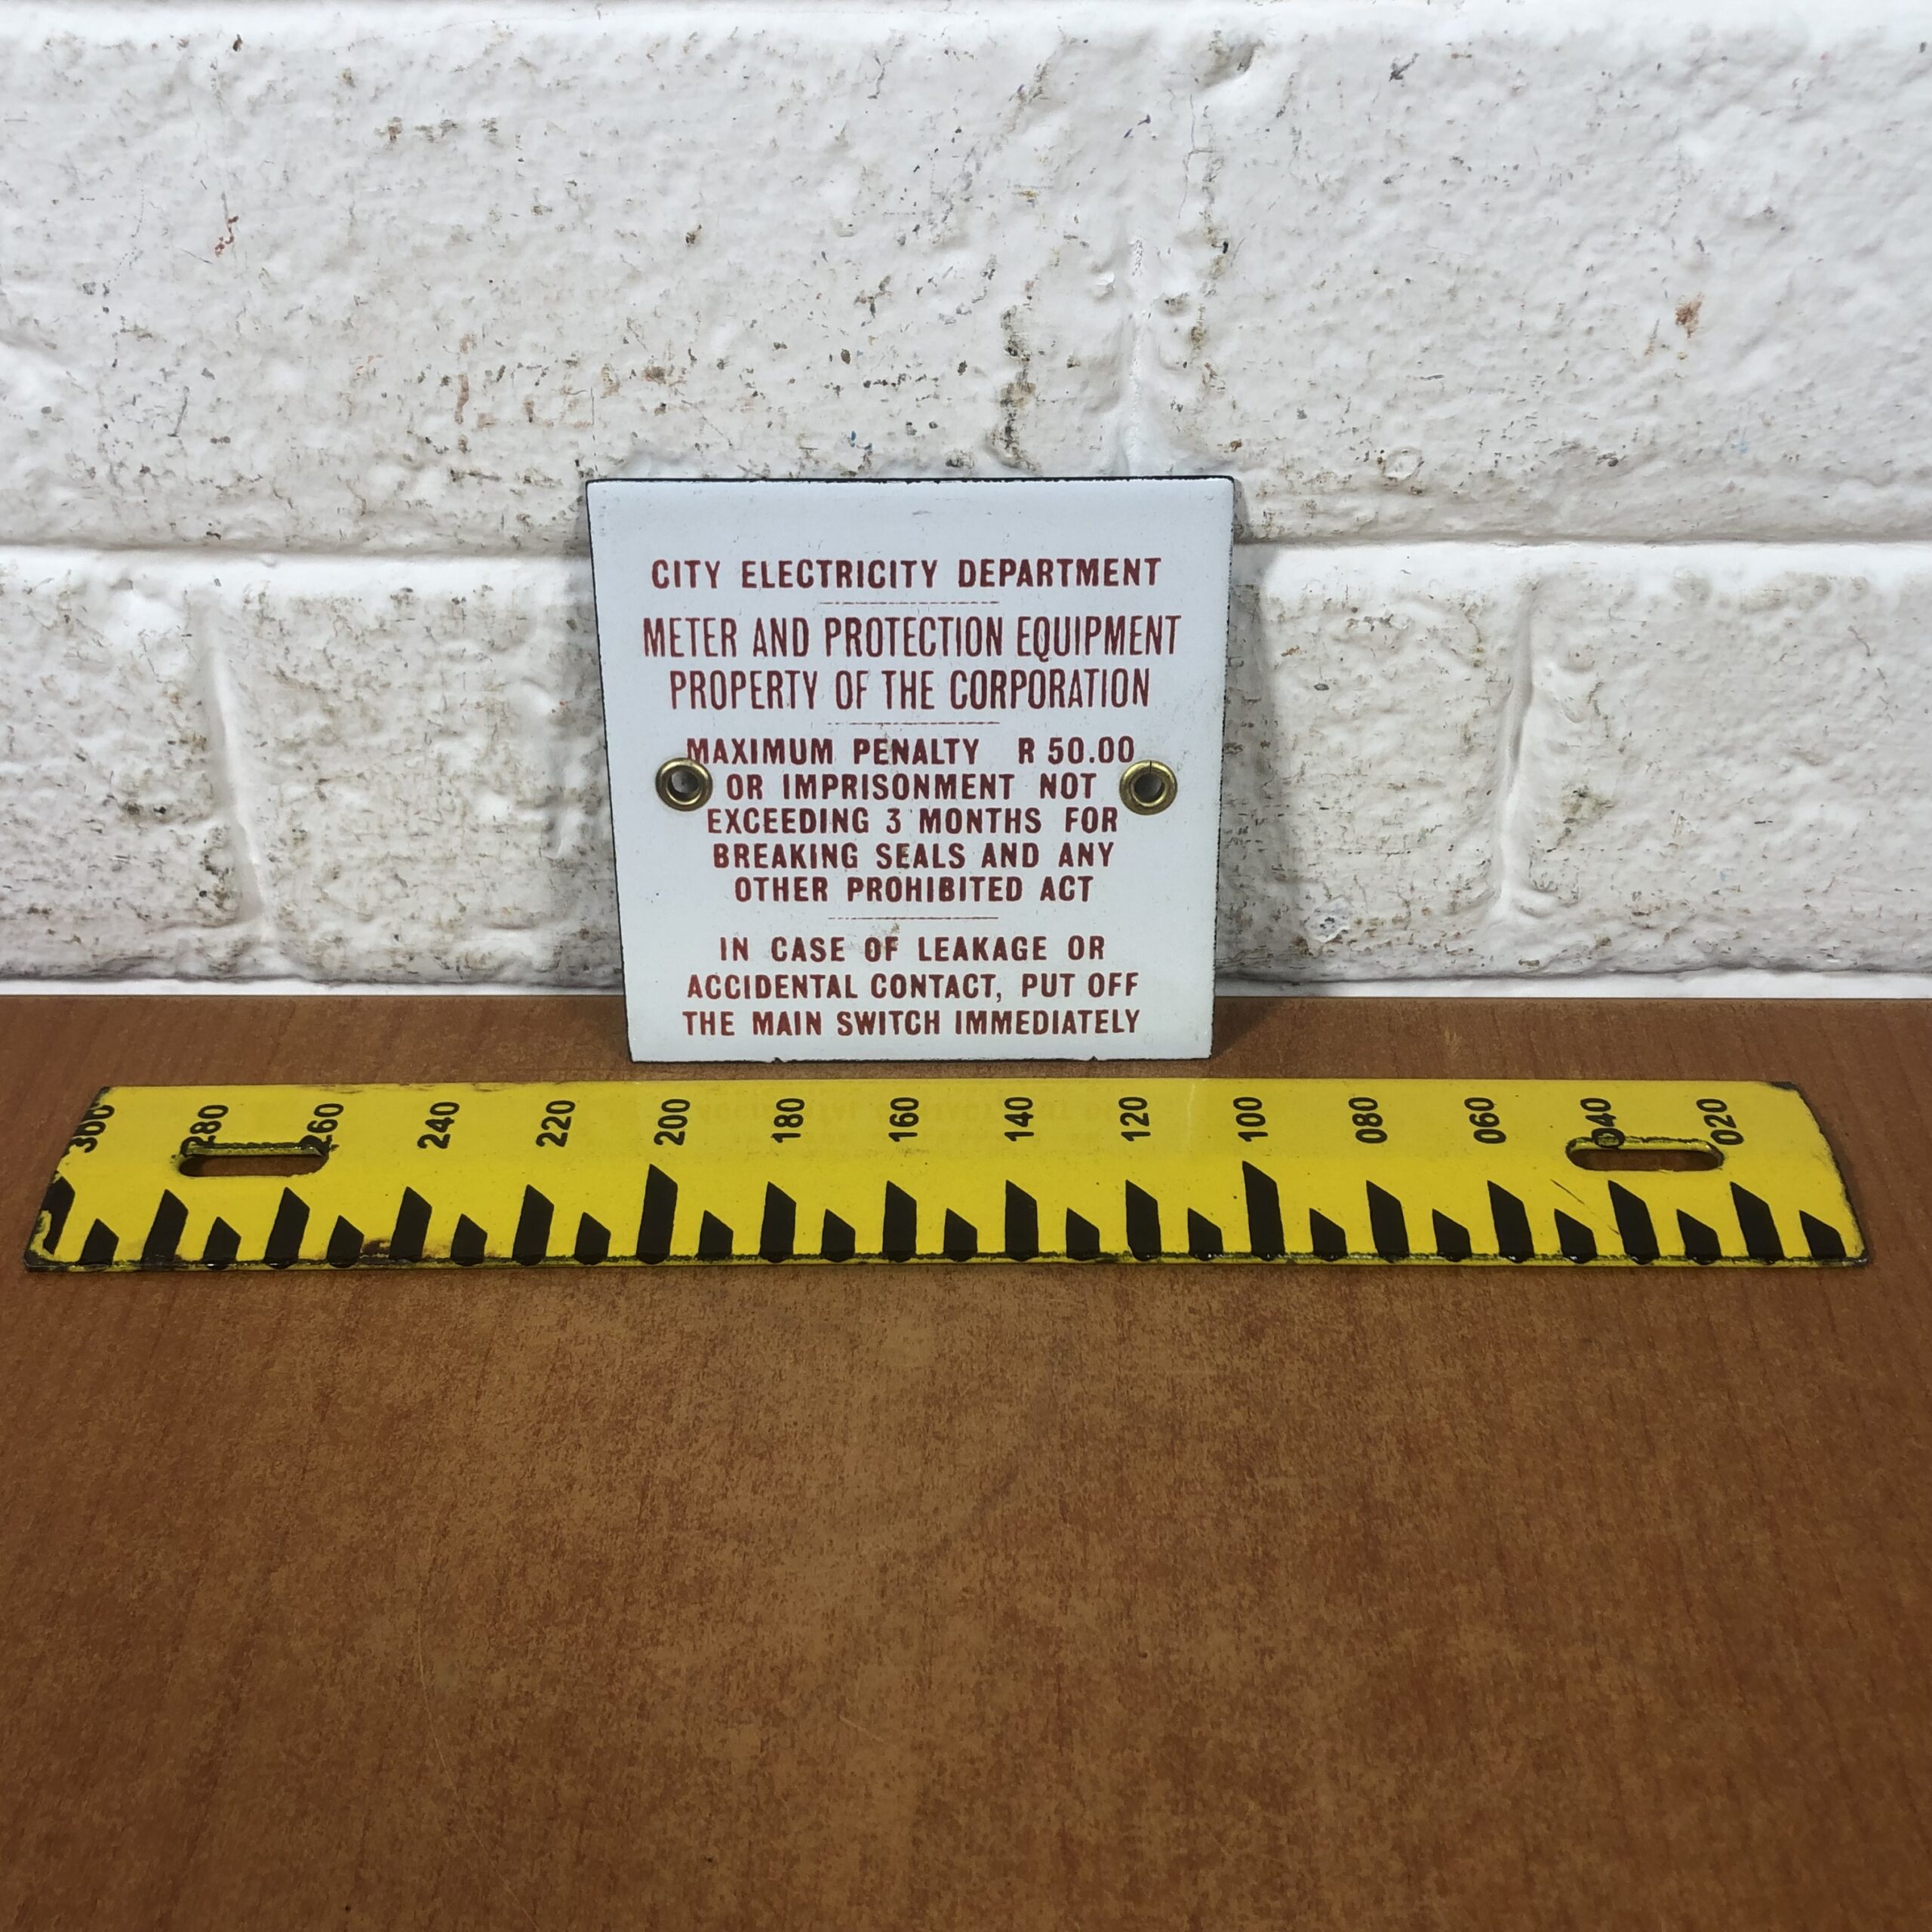 CITY ELECTRICITY DEPARTMENT
METER AND PROTECTION EQUIPMENT
PROPERTY OF THE CORPORATION
MAXIMUM PENALTY R 50.00
OR IMPRISONMENT NOT
EXCEEDING 3 MONTHS FOR
BREAKING SEALS AND ANY
OTHER PROHIBITED ACT
IN CASE OF LEAKAGE OR
ACCIDENTAL CONTACT, PUT OFF
THE MAIN SWITCH IMMEDIATELY
300 280 260 240 220 200 180 160 140 120 100 080 060 040 020